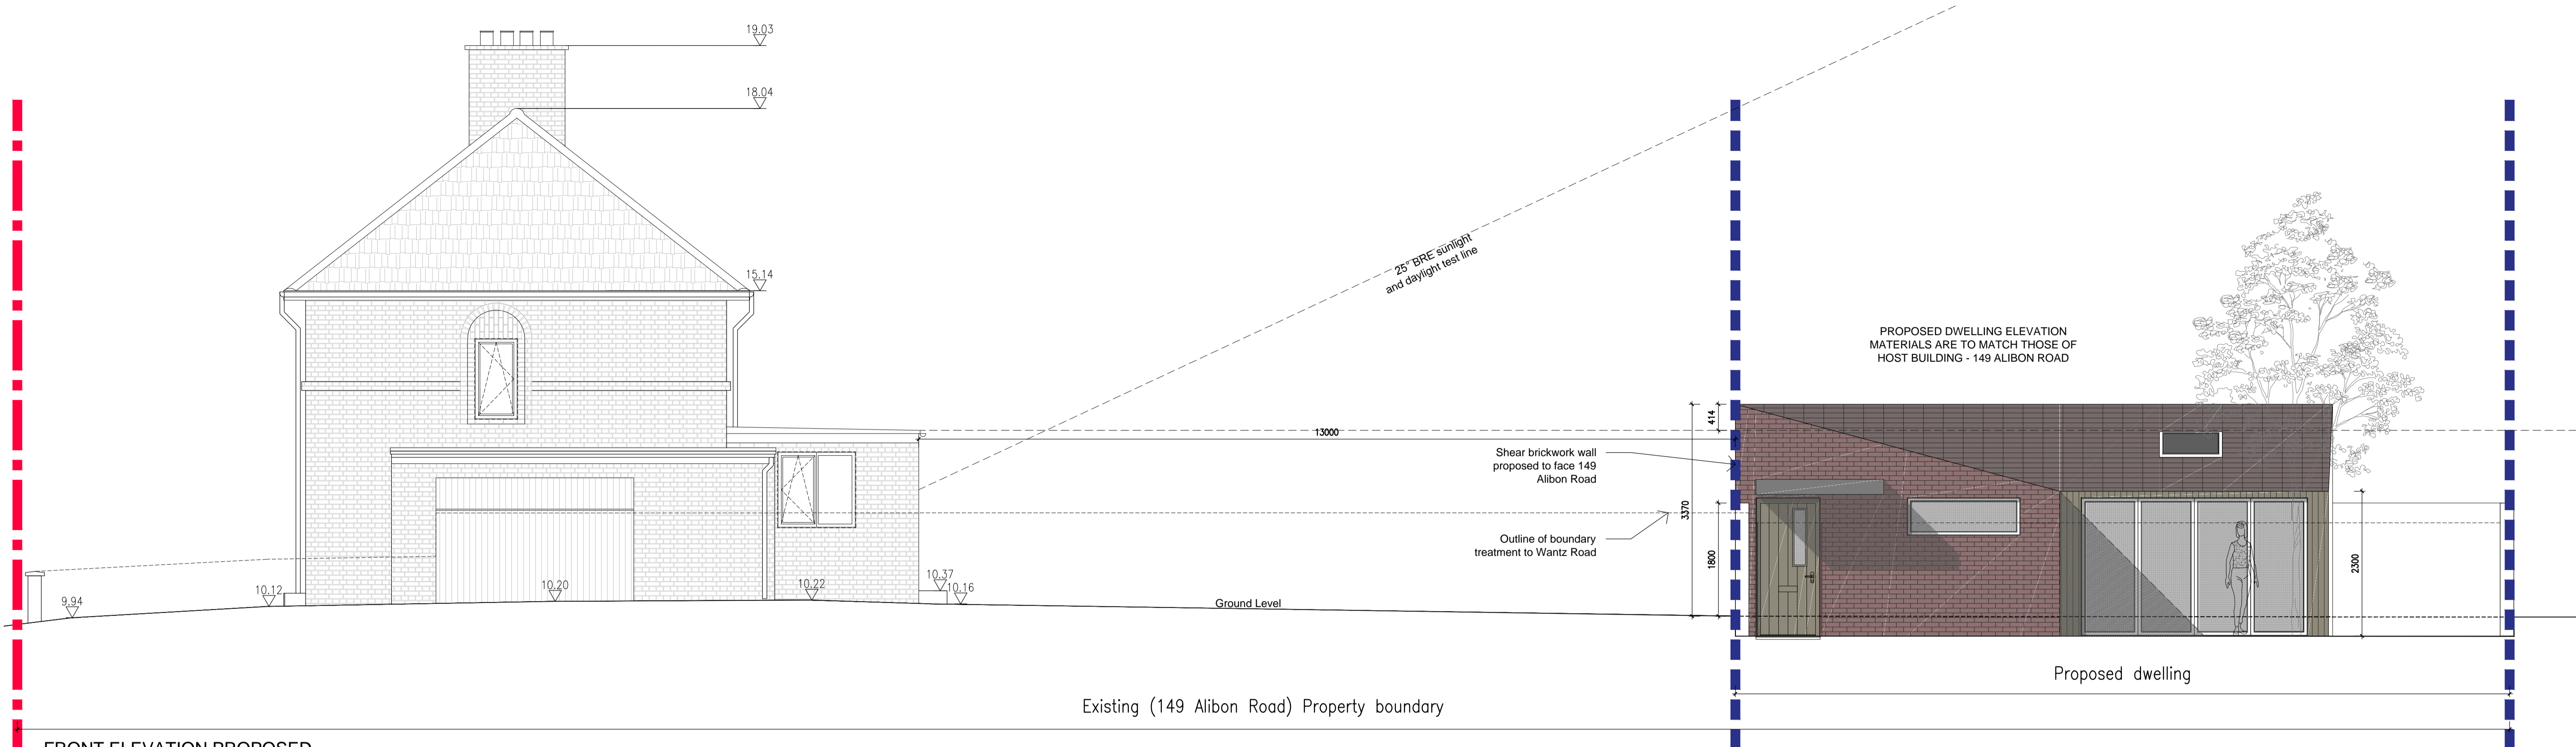 19.03
18.04
15.14
25° BRE sunlight
and daylight test line
PROPOSED DWELLING ELEVATION
MATERIALS ARE TO MATCH THOSE OF
HOST BUILDING - 149 ALIBON ROAD
13000
414
3370
1800
2300
Shear brickwork wall
proposed to face 149
Alibon Road
Outline of boundary
treatment to Wantz Road
9.94
10.12
10.20
10.22
10.37
10.16
Ground Level
Proposed dwelling
Existing (149 Alibon Road) Property boundary
FRONT ELEVATION PROPOSED